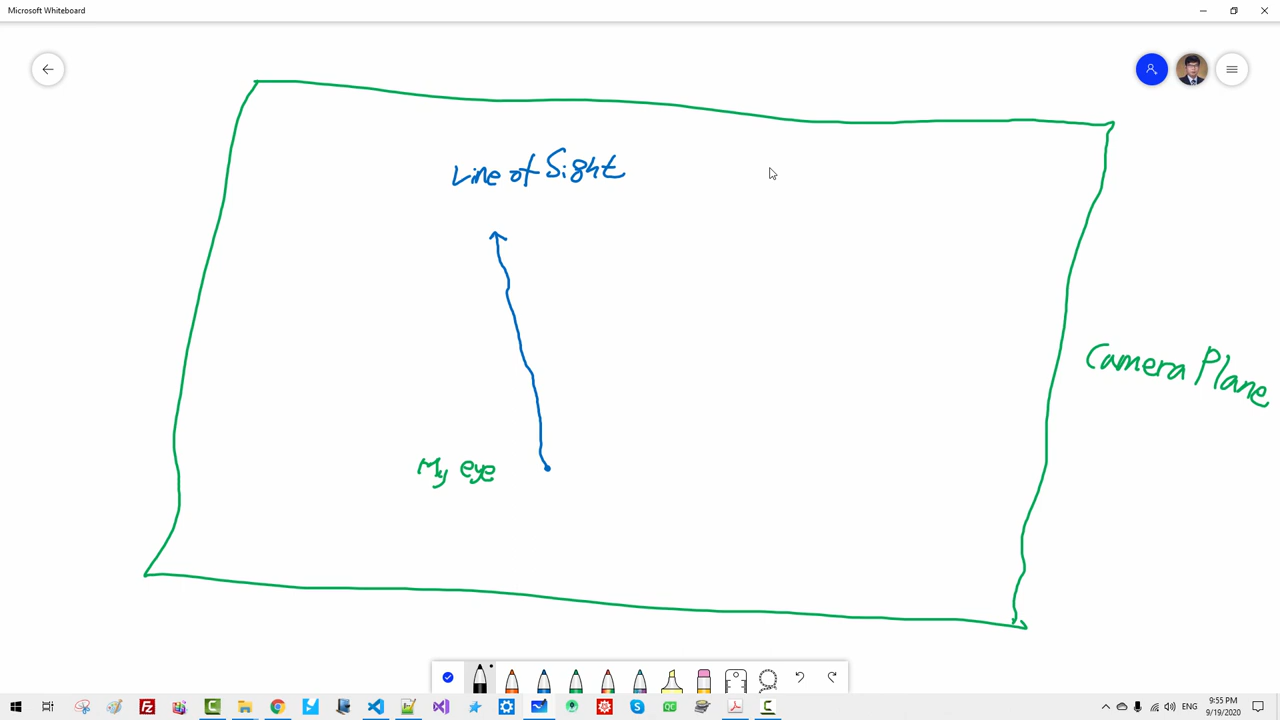 Microsoft Whiteboard
Line of Sight
Camera Plane
My eye
ENG
9:55 PM
9/19/2020